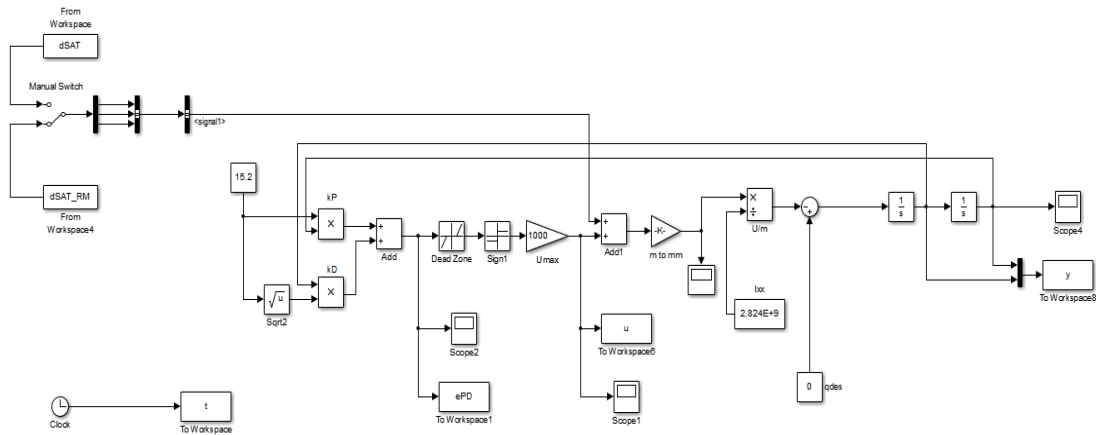 From
Workspace
dSAT
Manual Switch
<signal1>
dSAT_RM
From
Workspace4
15.2
kP
×
kD
×
√u
Sqrt2
+
+
Add
Dead Zone
Sign1
1000
Umax
+
+
Add1
-K-
m to mm
×
÷
U/m
Ixx
2.824E+9
−
+
0
qdes
1
s
1
s
Scope4
y
To Workspace8
Scope2
ePD
To Workspace1
u
To Workspace6
Scope1
Clock
t
To Workspace